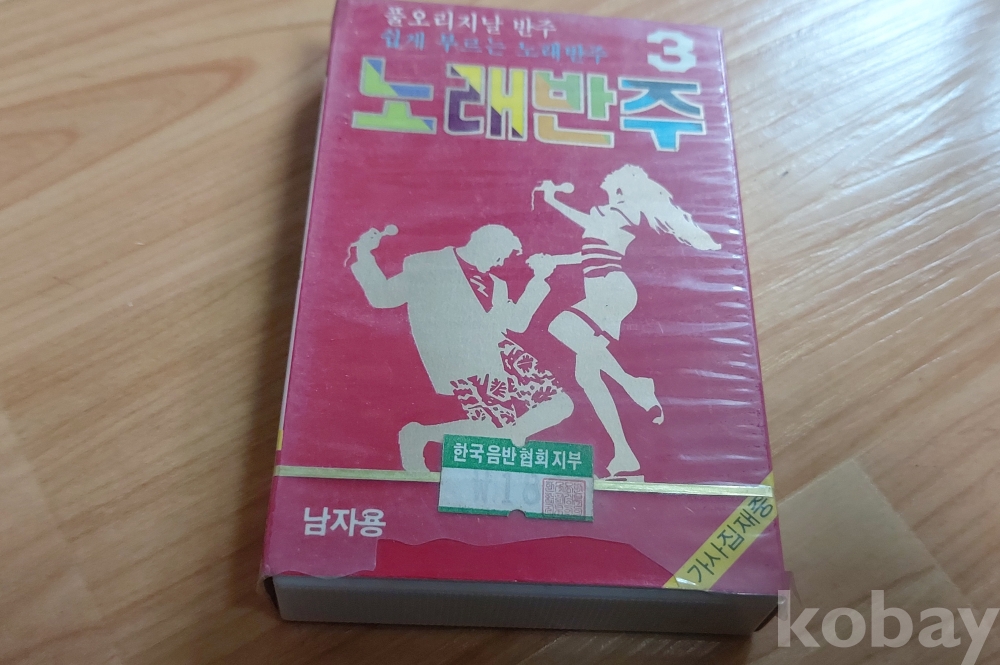 풀오리지날 반주
쉽게 부르는 노래반주
3
노래반주
한국음반협회지부
W18
남자용
가사집재중
kobay